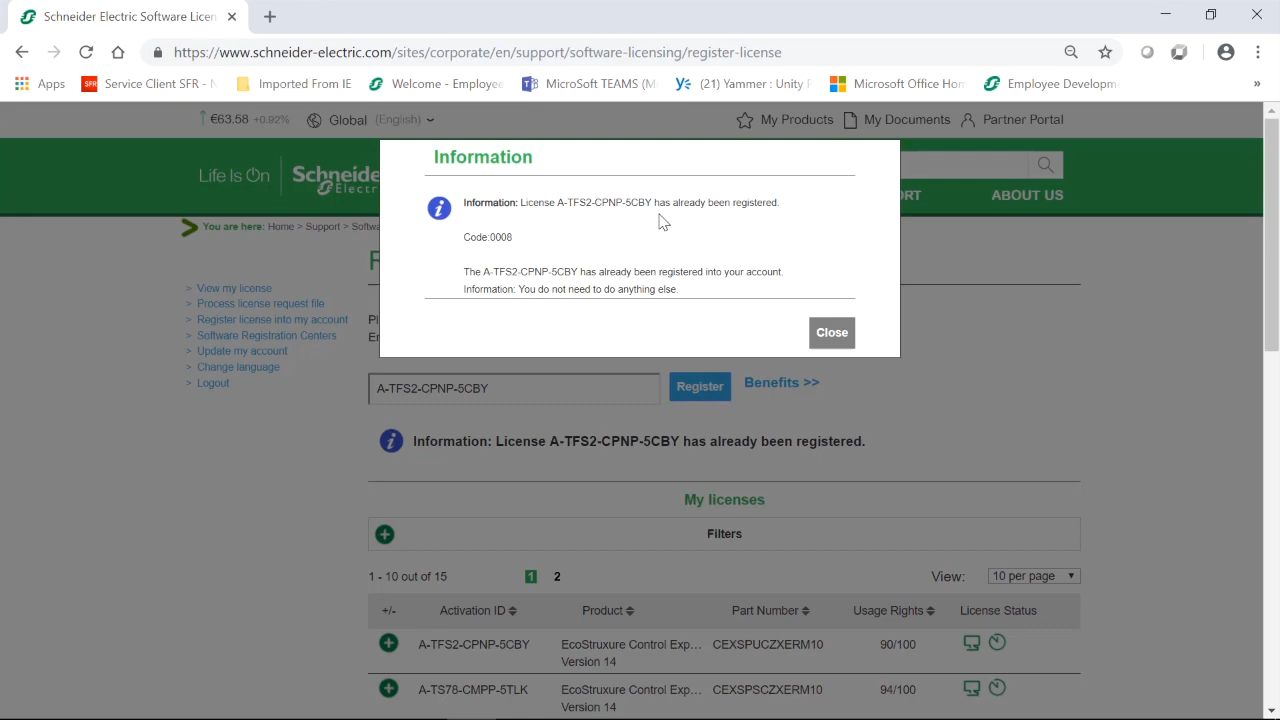 Schneider Electric Software Licen
https://www.schneider-electric.com/sites/corporate/en/support/software-licensing/register-license
Apps
SFR Service Client SFR - N
Imported From IE
Welcome - Employee
MicroSoft TEAMS (M
(21) Yammer : Unity P
Microsoft Office Hom
Employee Developm
»
€63.58 +0.92% Global (English)
My Products My Documents Partner Portal
Life Is On Schneide
Electr
RT ABOUT US
You are here: Home > Support > Softwa
Information
Information: License A-TFS2-CPNP-5CBY has already been registered.
Code:0008
The A-TFS2-CPNP-5CBY has already been registered into your account.
Information: You do not need to do anything else.
Close
> View my license
> Process license request file
> Register license into my account
> Software Registration Centers
> Update my account
> Change language
> Logout
Pl
En
A-TFS2-CPNP-5CBY Register Benefits >>
Information: License A-TFS2-CPNP-5CBY has already been registered.
My licenses
Filters
1 - 10 out of 15 1 2 View: 10 per page
+/- Activation ID Product Part Number Usage Rights License Status
A-TFS2-CPNP-5CBY EcoStruxure Control Exp... CEXSPUCZXERM10 90/100
Version 14
A-TS78-CMPP-5TLK EcoStruxure Control Exp... CEXSPSCZXERM10 94/100
Version 14